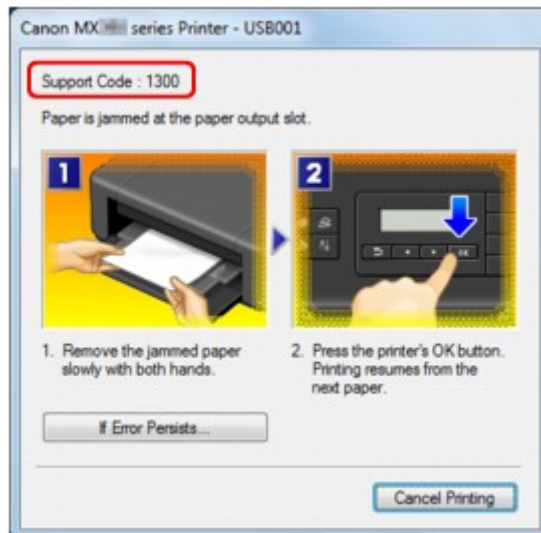 Canon MX series Printer - USB001
Support Code : 1300
Paper is jammed at the paper output slot.
1
2
OK
1. Remove the jammed paper
slowly with both hands.
2. Press the printer's OK button.
Printing resumes from the
next paper.
If Error Persists...
Cancel Printing